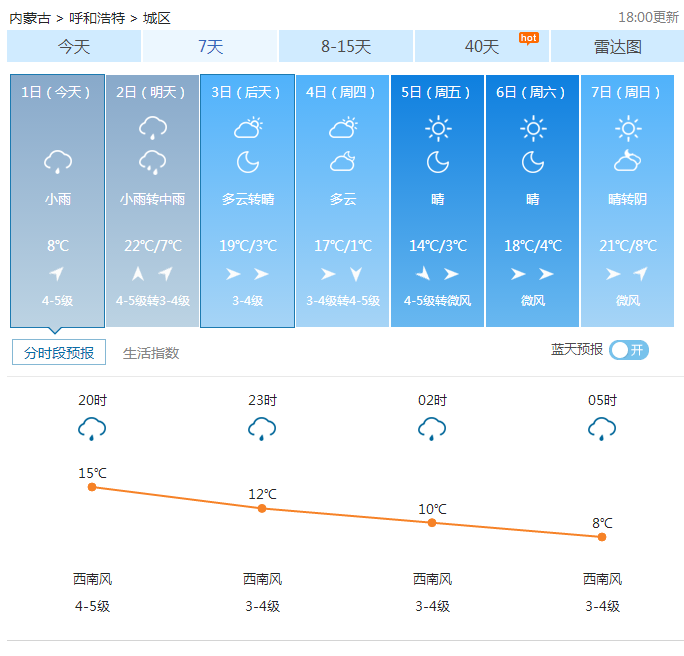 内蒙古 > 呼和浩特 > 城区
18:00更新
今天
7天
8-15天
40天
hot
雷达图
1日（今天）
2日（明天）
3日（后天）
4日（周四）
5日（周五）
6日（周六）
7日（周日）
小雨
小雨转中雨
多云转晴
多云
晴
晴
晴转阴
8℃
22℃/7℃
19℃/3℃
17℃/1℃
14℃/3℃
18℃/4℃
21℃/8℃
4-5级
4-5级转3-4级
3-4级
3-4级转4-5级
4-5级转微风
微风
微风
分时段预报
生活指数
蓝天预报
开
20时
23时
02时
05时
15℃
12℃
10℃
8℃
西南风
西南风
西南风
西南风
4-5级
3-4级
3-4级
3-4级